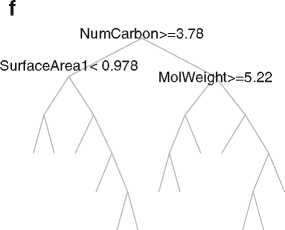 f
NumCarbon>=3.78
SurfaceArea1< 0.978
MolWeight>=5.22